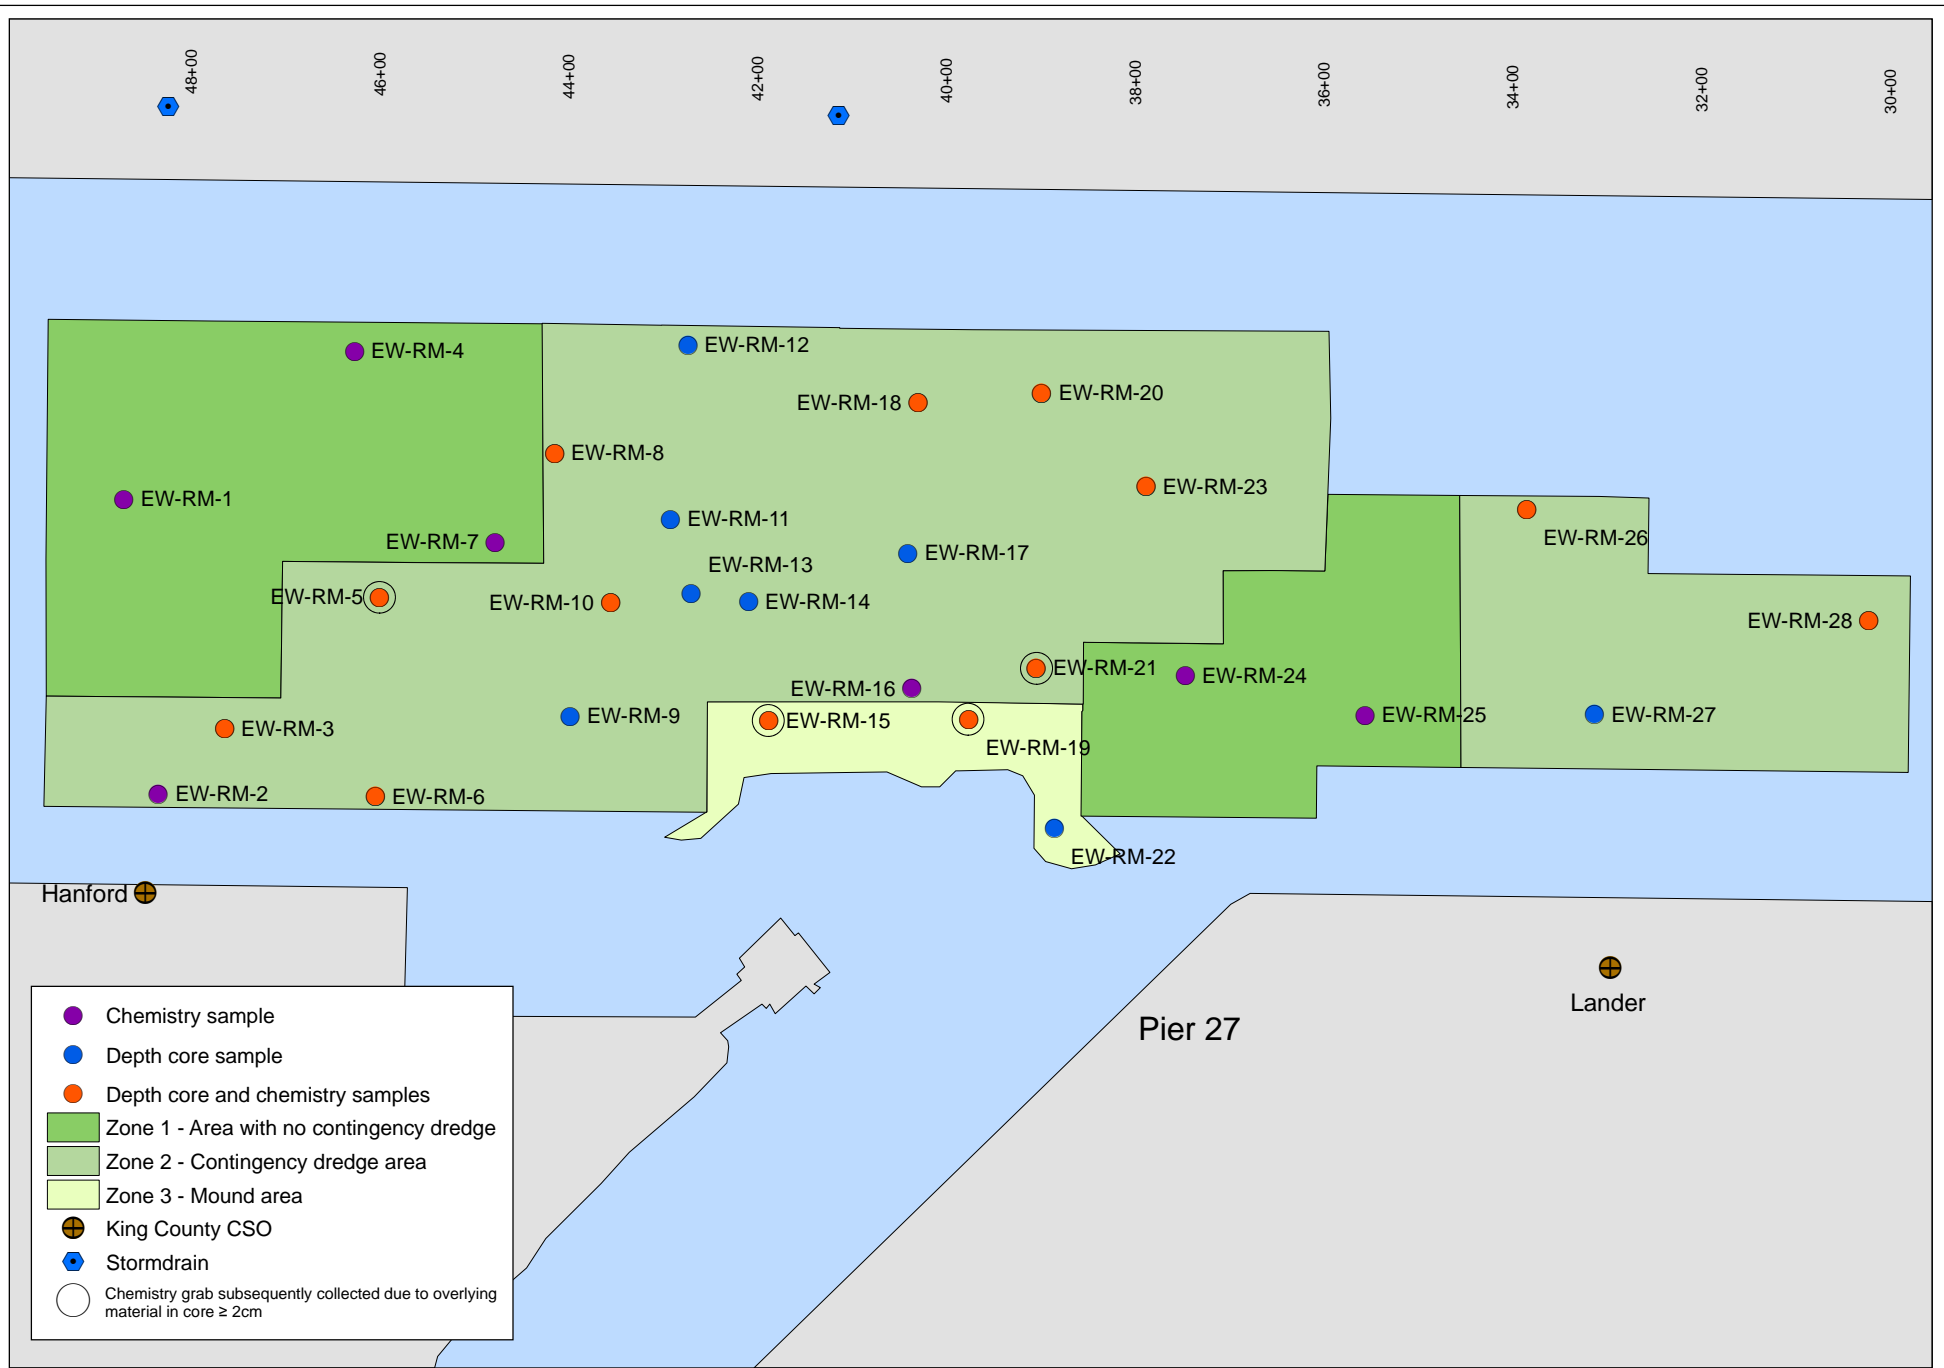 48+00
46+00
44+00
42+00
40+00
38+00
36+00
34+00
32+00
30+00
EW-RM-12
EW-RM-4
EW-RM-20
EW-RM-18
EW-RM-8
EW-RM-23
EW-RM-1
EW-RM-11
EW-RM-26
EW-RM-7
EW-RM-17
EW-RM-13
EW-RM-5
EW-RM-10
EW-RM-14
EW-RM-28
EW-RM-21
EW-RM-24
EW-RM-16
EW-RM-9
EW-RM-25
EW-RM-27
EW-RM-15
EW-RM-3
EW-RM-19
EW-RM-2
EW-RM-6
EW-RM-22
Hanford
Lander
Pier 27
Chemistry sample
Depth core sample
Depth core and chemistry samples
Zone 1 - Area with no contingency dredge
Zone 2 - Contingency dredge area
Zone 3 - Mound area
King County CSO
Stormdrain
Chemistry grab subsequently collected due to overlying
material in core ≥ 2cm